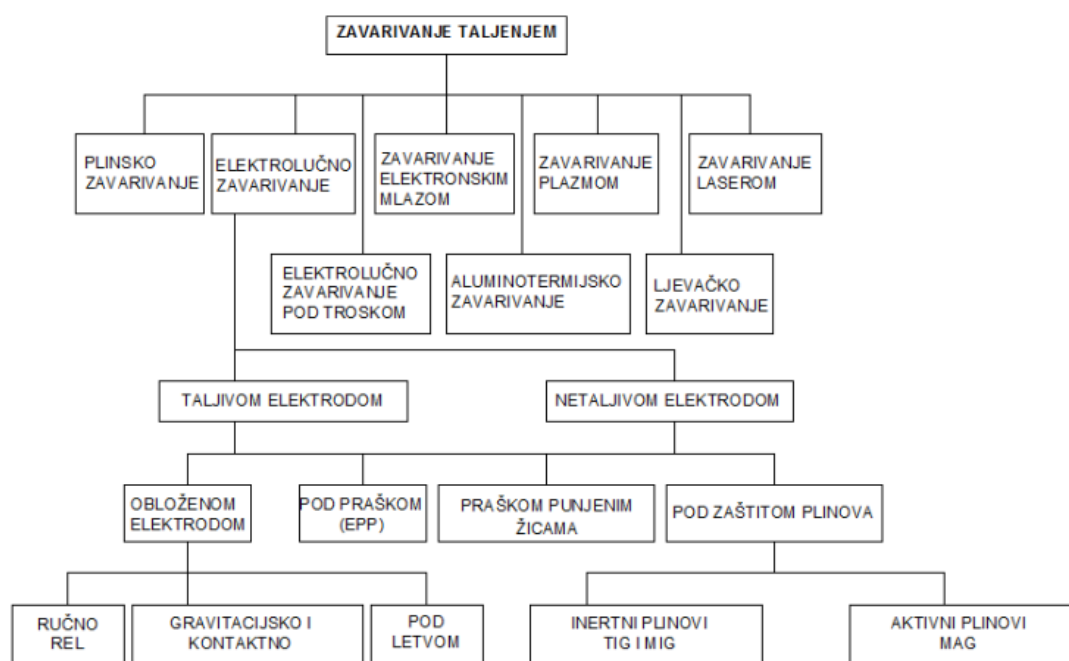 ZAVARIVANJE TALJENJEM
PLINSKO
ZAVARIVANJE
ELEKTROLUČNO
ZAVARIVANJE
ZAVARIVANJE
ELEKTRONSKIM
MLAZOM
ZAVARIVANJE
PLAZMOM
ZAVARIVANJE
LASEROM
ELEKTROLUČNO
ZAVARIVANJE
POD TROSKOM
ALUMINOTERMIJSKO
ZAVARIVANJE
LJEVAČKO
ZAVARIVANJE
TALJIVOM ELEKTRODOM
NETALJIVOM ELEKTRODOM
OBLOŽENOM
ELEKTRODOM
POD PRAŠKOM
(EPP)
PRAŠKOM PUNJENIM
ŽICAMA
POD ZAŠTITOM PLINOVA
RUČNO
REL
GRAVITACIJSKO I
KONTAKTNO
POD
LETVOM
INERTNI PLINOVI
TIG I MIG
AKTIVNI PLINOVI
MAG